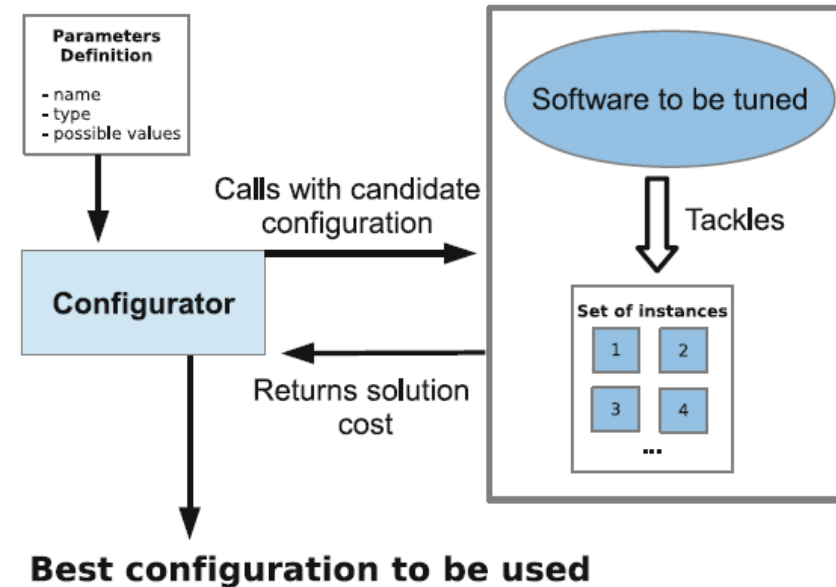 Parameters
Definition
- name
- type
- possible values
Software to be tuned
Calls with candidate
configuration
Tackles
Configurator
Set of instances
1 2
3 4
...
Returns solution
cost
Best configuration to be used